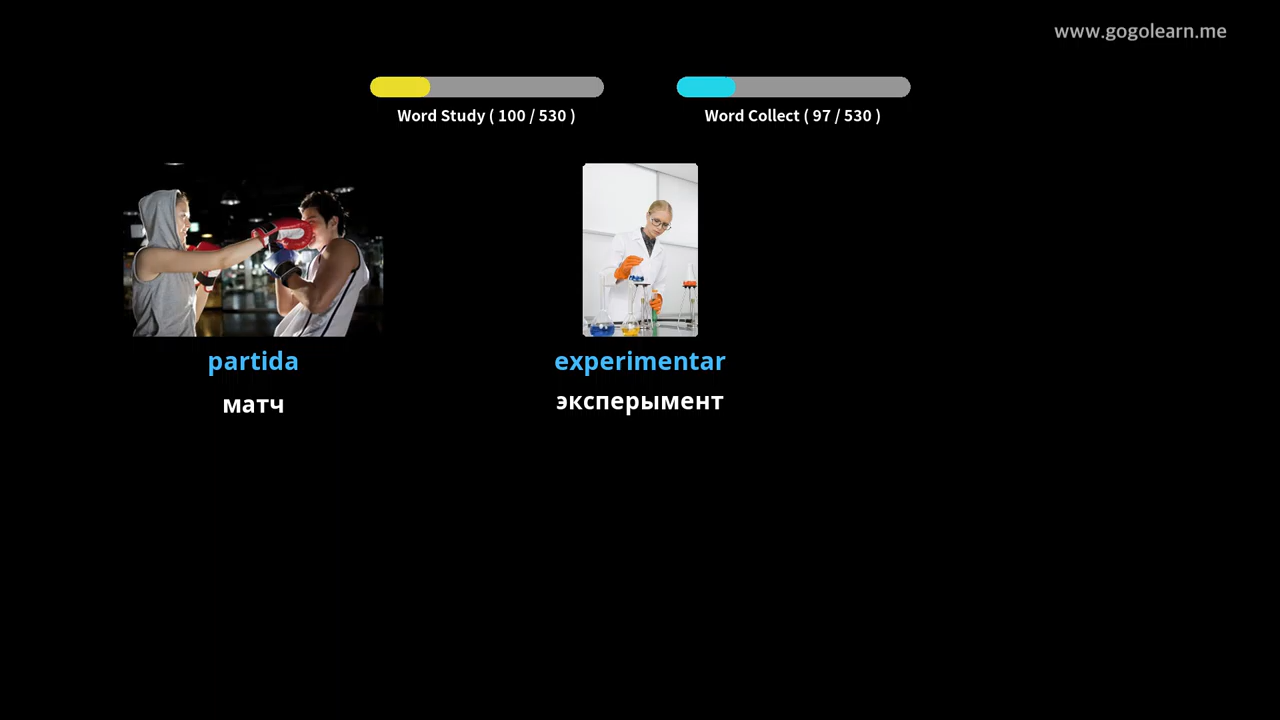 www.gogolearn.me
Word Study ( 100 / 530 )
Word Collect ( 97 / 530 )
partida
матч
experimentar
эксперымент